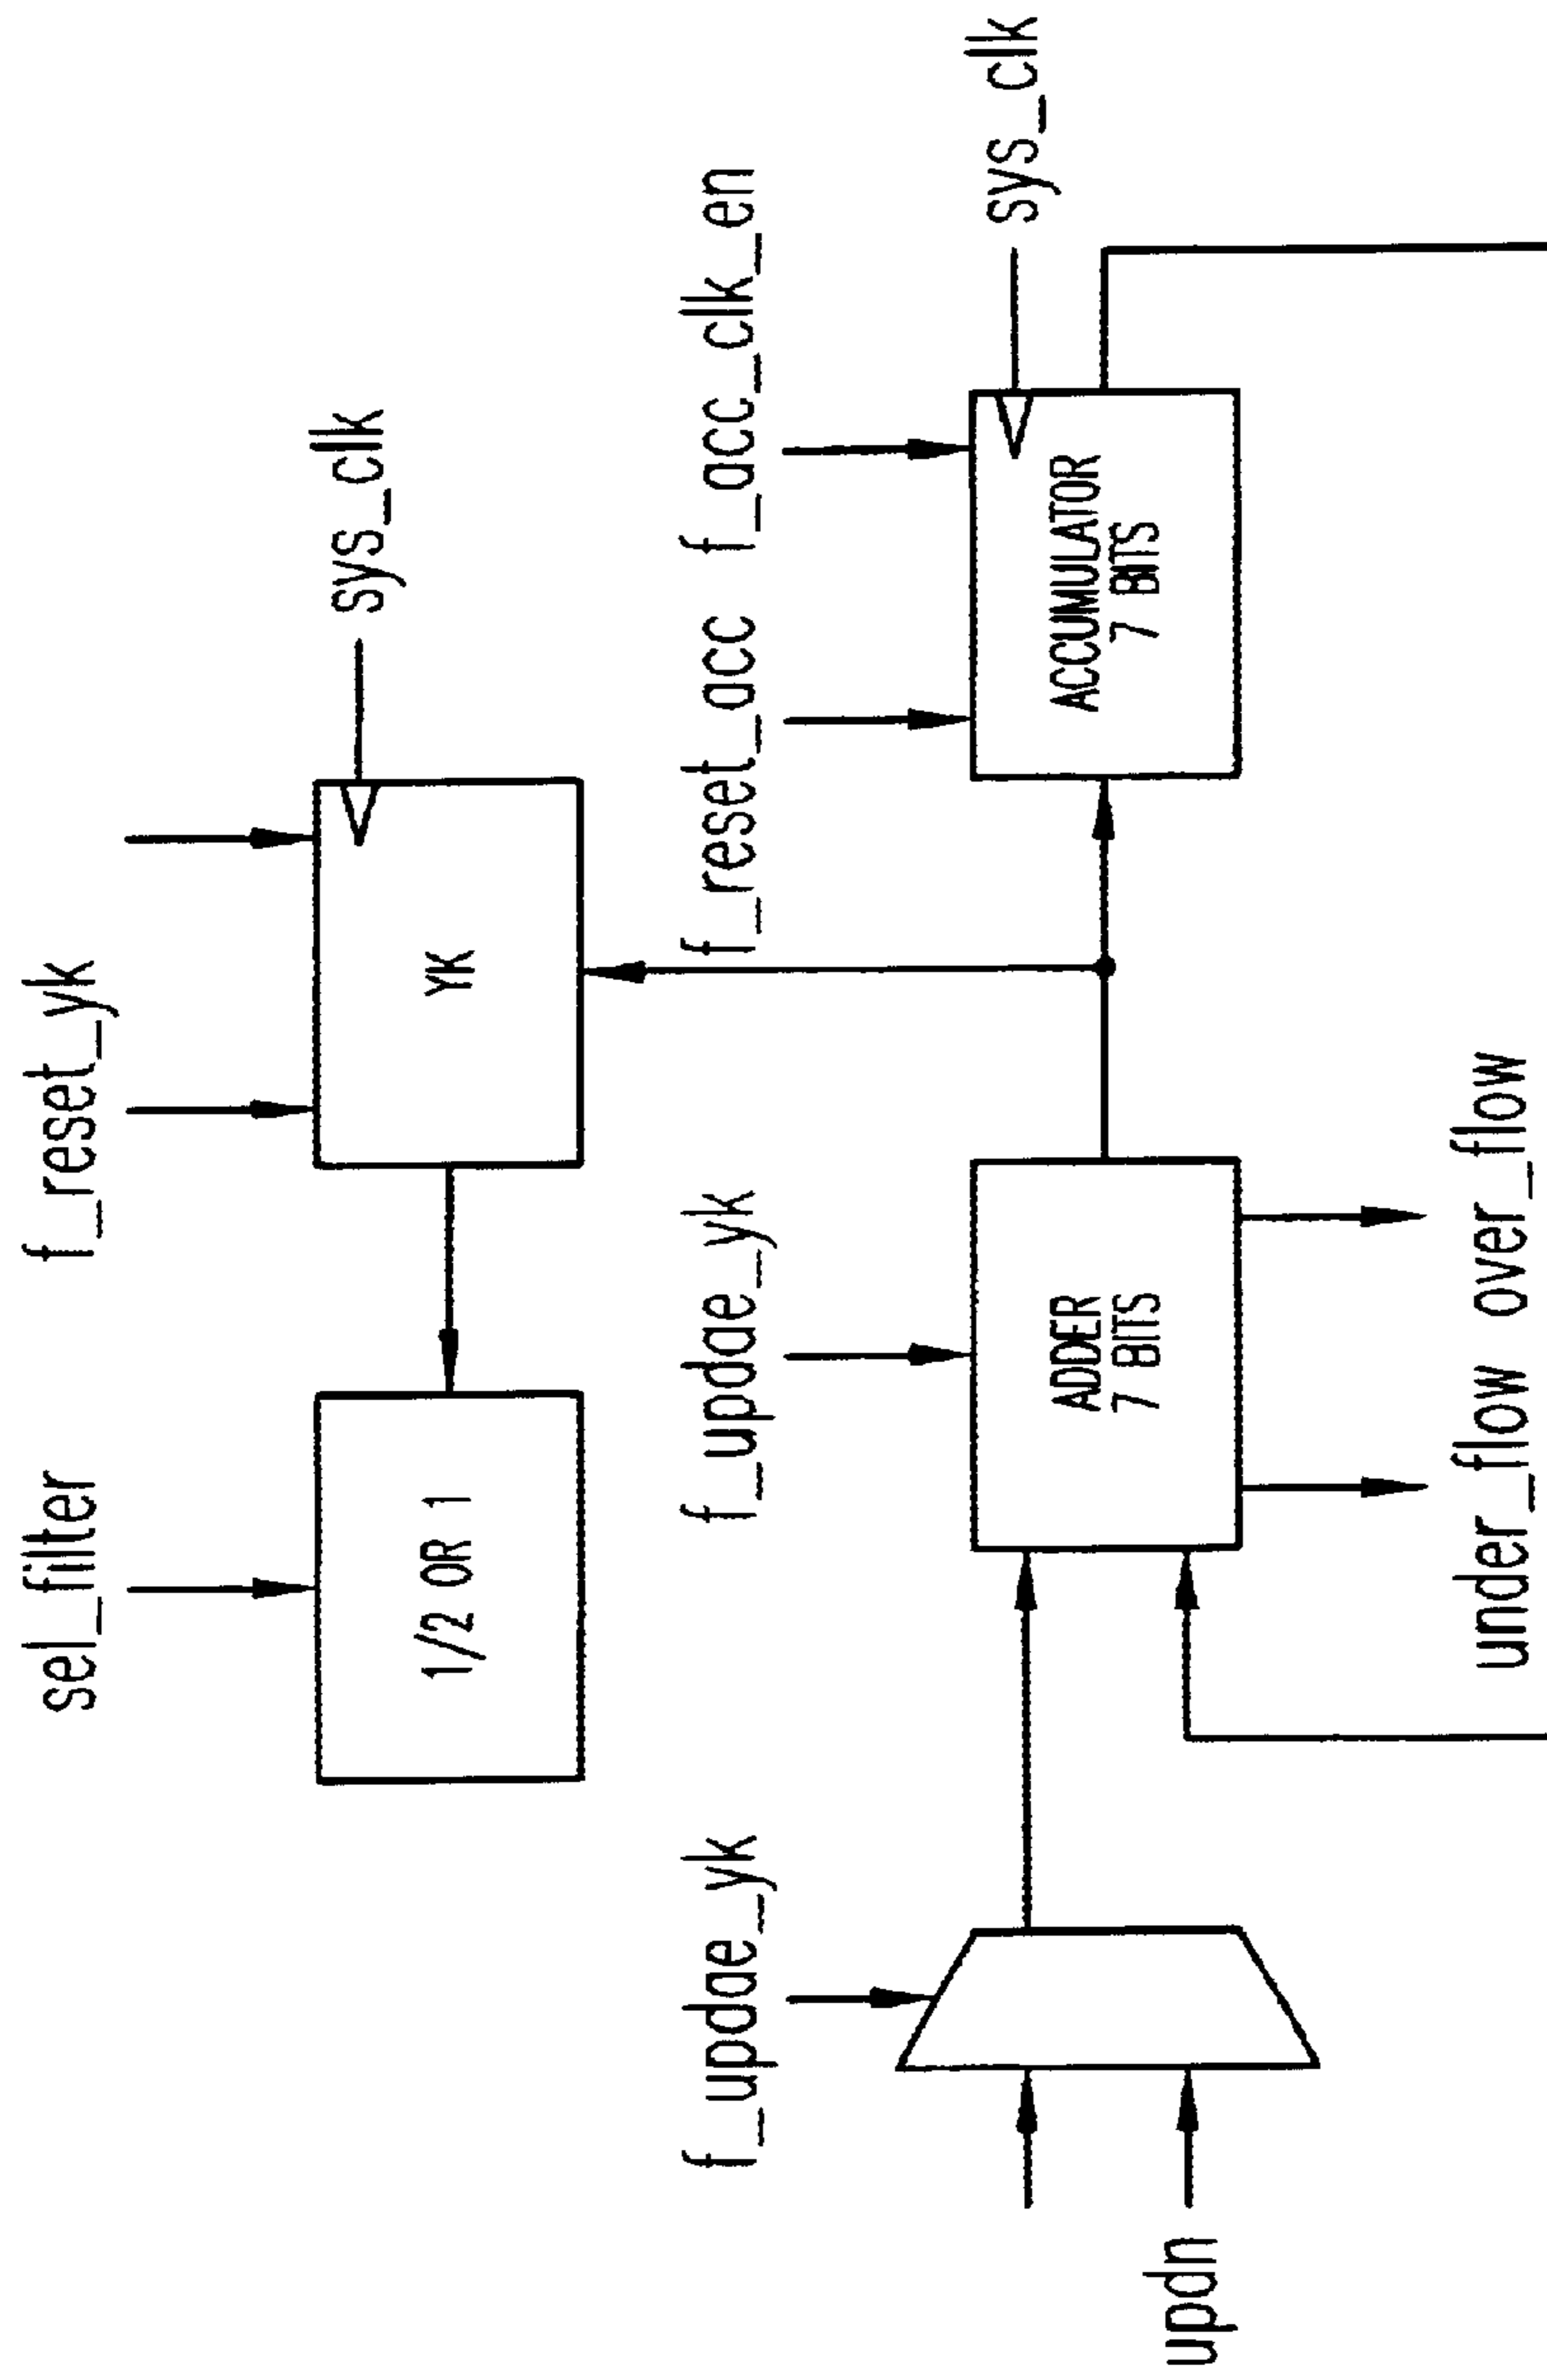 sel_filter
f_reset_yk
1/2 OR 1
YK
sys_clk
f_updae_yk
f_updae_yk
f_reset_acc
f_acc_clk_en
updn
ADDER
7 BITS
ACCUMULATOR
7 BITS
sys_clk
under_flow
over_flow